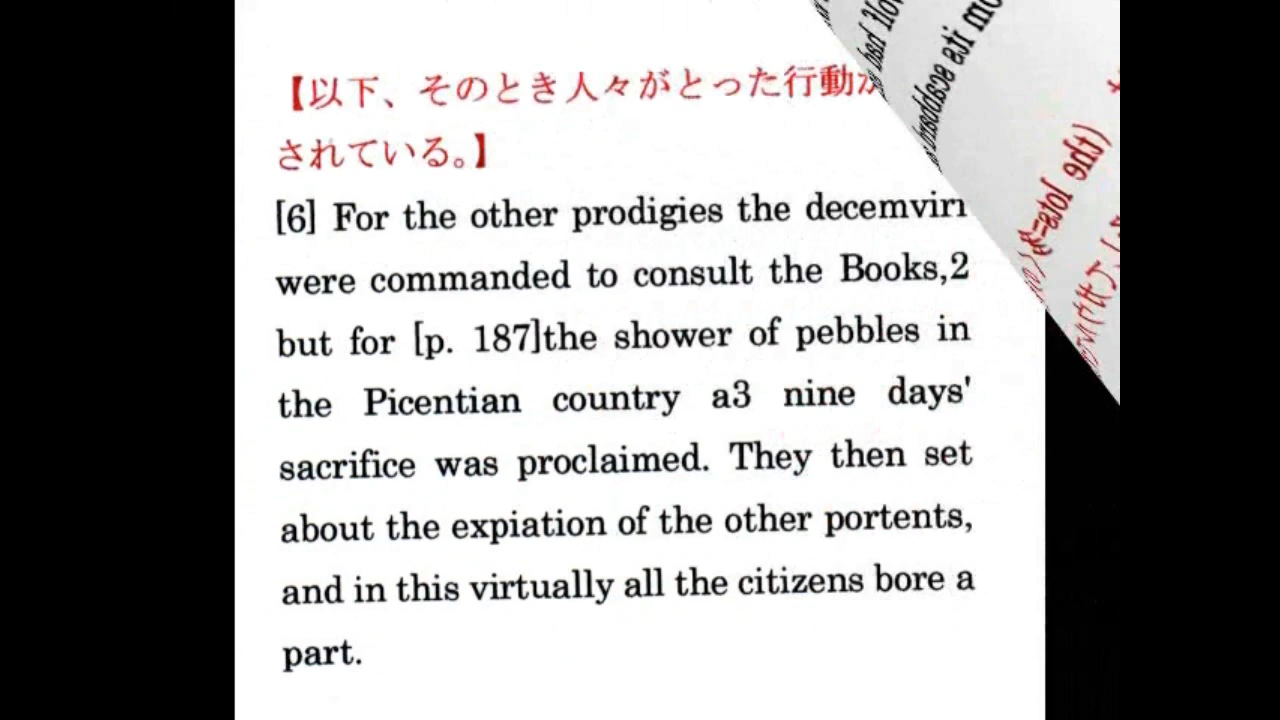 【以下、そのとき人々がとった行動が
されている。】
[6] For the other prodigies the decemviri
were commanded to consult the Books,2
but for [p. 187]the shower of pebbles in
the Picentian country a3 nine days'
sacrifice was proclaimed. They then set
about the expiation of the other portents,
and in this virtually all the citizens bore a
part.
(the lots=